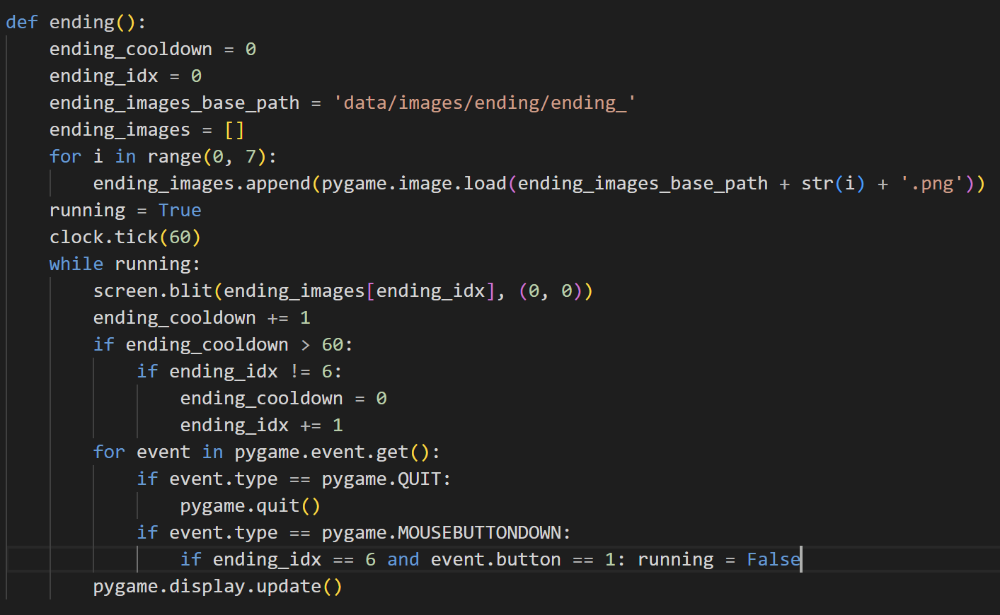 def ending():
    ending_cooldown = 0
    ending_idx = 0
    ending_images_base_path = 'data/images/ending/ending_'
    ending_images = []
    for i in range(0, 7):
        ending_images.append(pygame.image.load(ending_images_base_path + str(i) + '.png'))
    running = True
    clock.tick(60)
    while running:
        screen.blit(ending_images[ending_idx], (0, 0))
        ending_cooldown += 1
        if ending_cooldown > 60:
            if ending_idx != 6:
                ending_cooldown = 0
                ending_idx += 1
        for event in pygame.event.get():
            if event.type == pygame.QUIT:
                pygame.quit()
            if event.type == pygame.MOUSEBUTTONDOWN:
                if ending_idx == 6 and event.button == 1: running = False
        pygame.display.update()